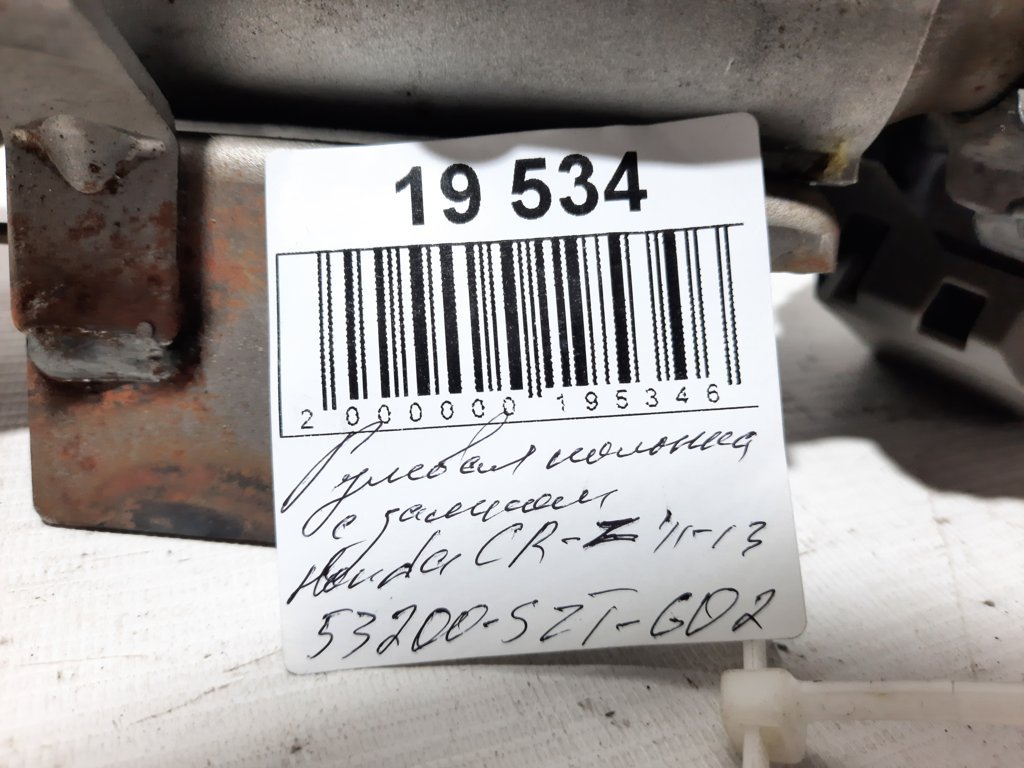 19 534
2 000000 195346
Рулевая колонка
с замком
Honda CR-Z '11-13
53200-SZT-G02